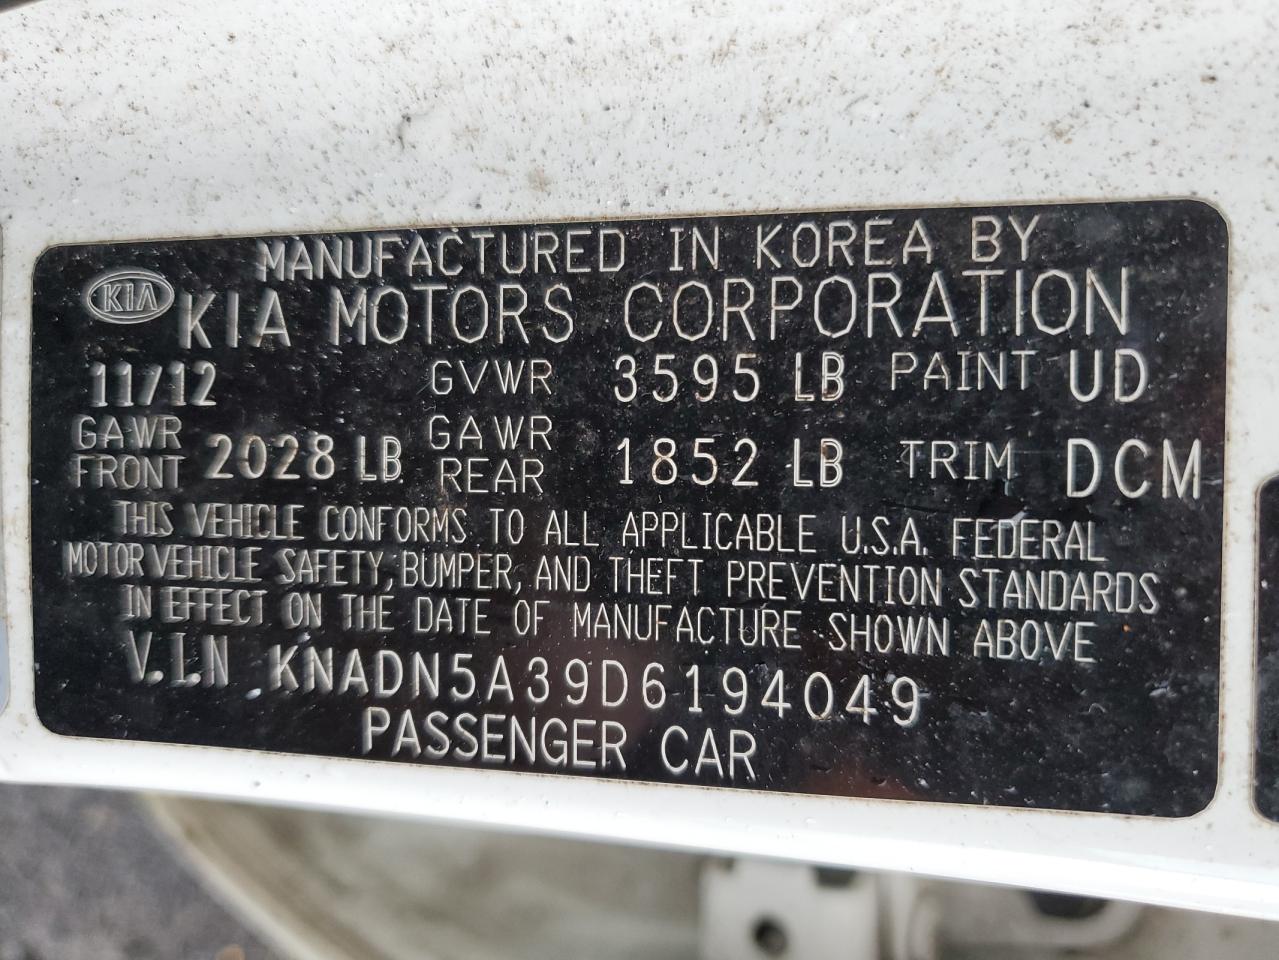 MANUFACTURED IN KOREA BY
KIA KIA MOTORS CORPORATION
11/12 GVWR 3595 LB PAINT UD
GAWR FRONT 2028 LB GAWR REAR 1852 LB TRIM DCM
THIS VEHICLE CONFORMS TO ALL APPLICABLE U.S.A. FEDERAL
MOTOR VEHICLE SAFETY, BUMPER, AND THEFT PREVENTION STANDARDS
IN EFFECT ON THE DATE OF MANUFACTURE SHOWN ABOVE
V.I.N KNADN5A39D6194049
PASSENGER CAR